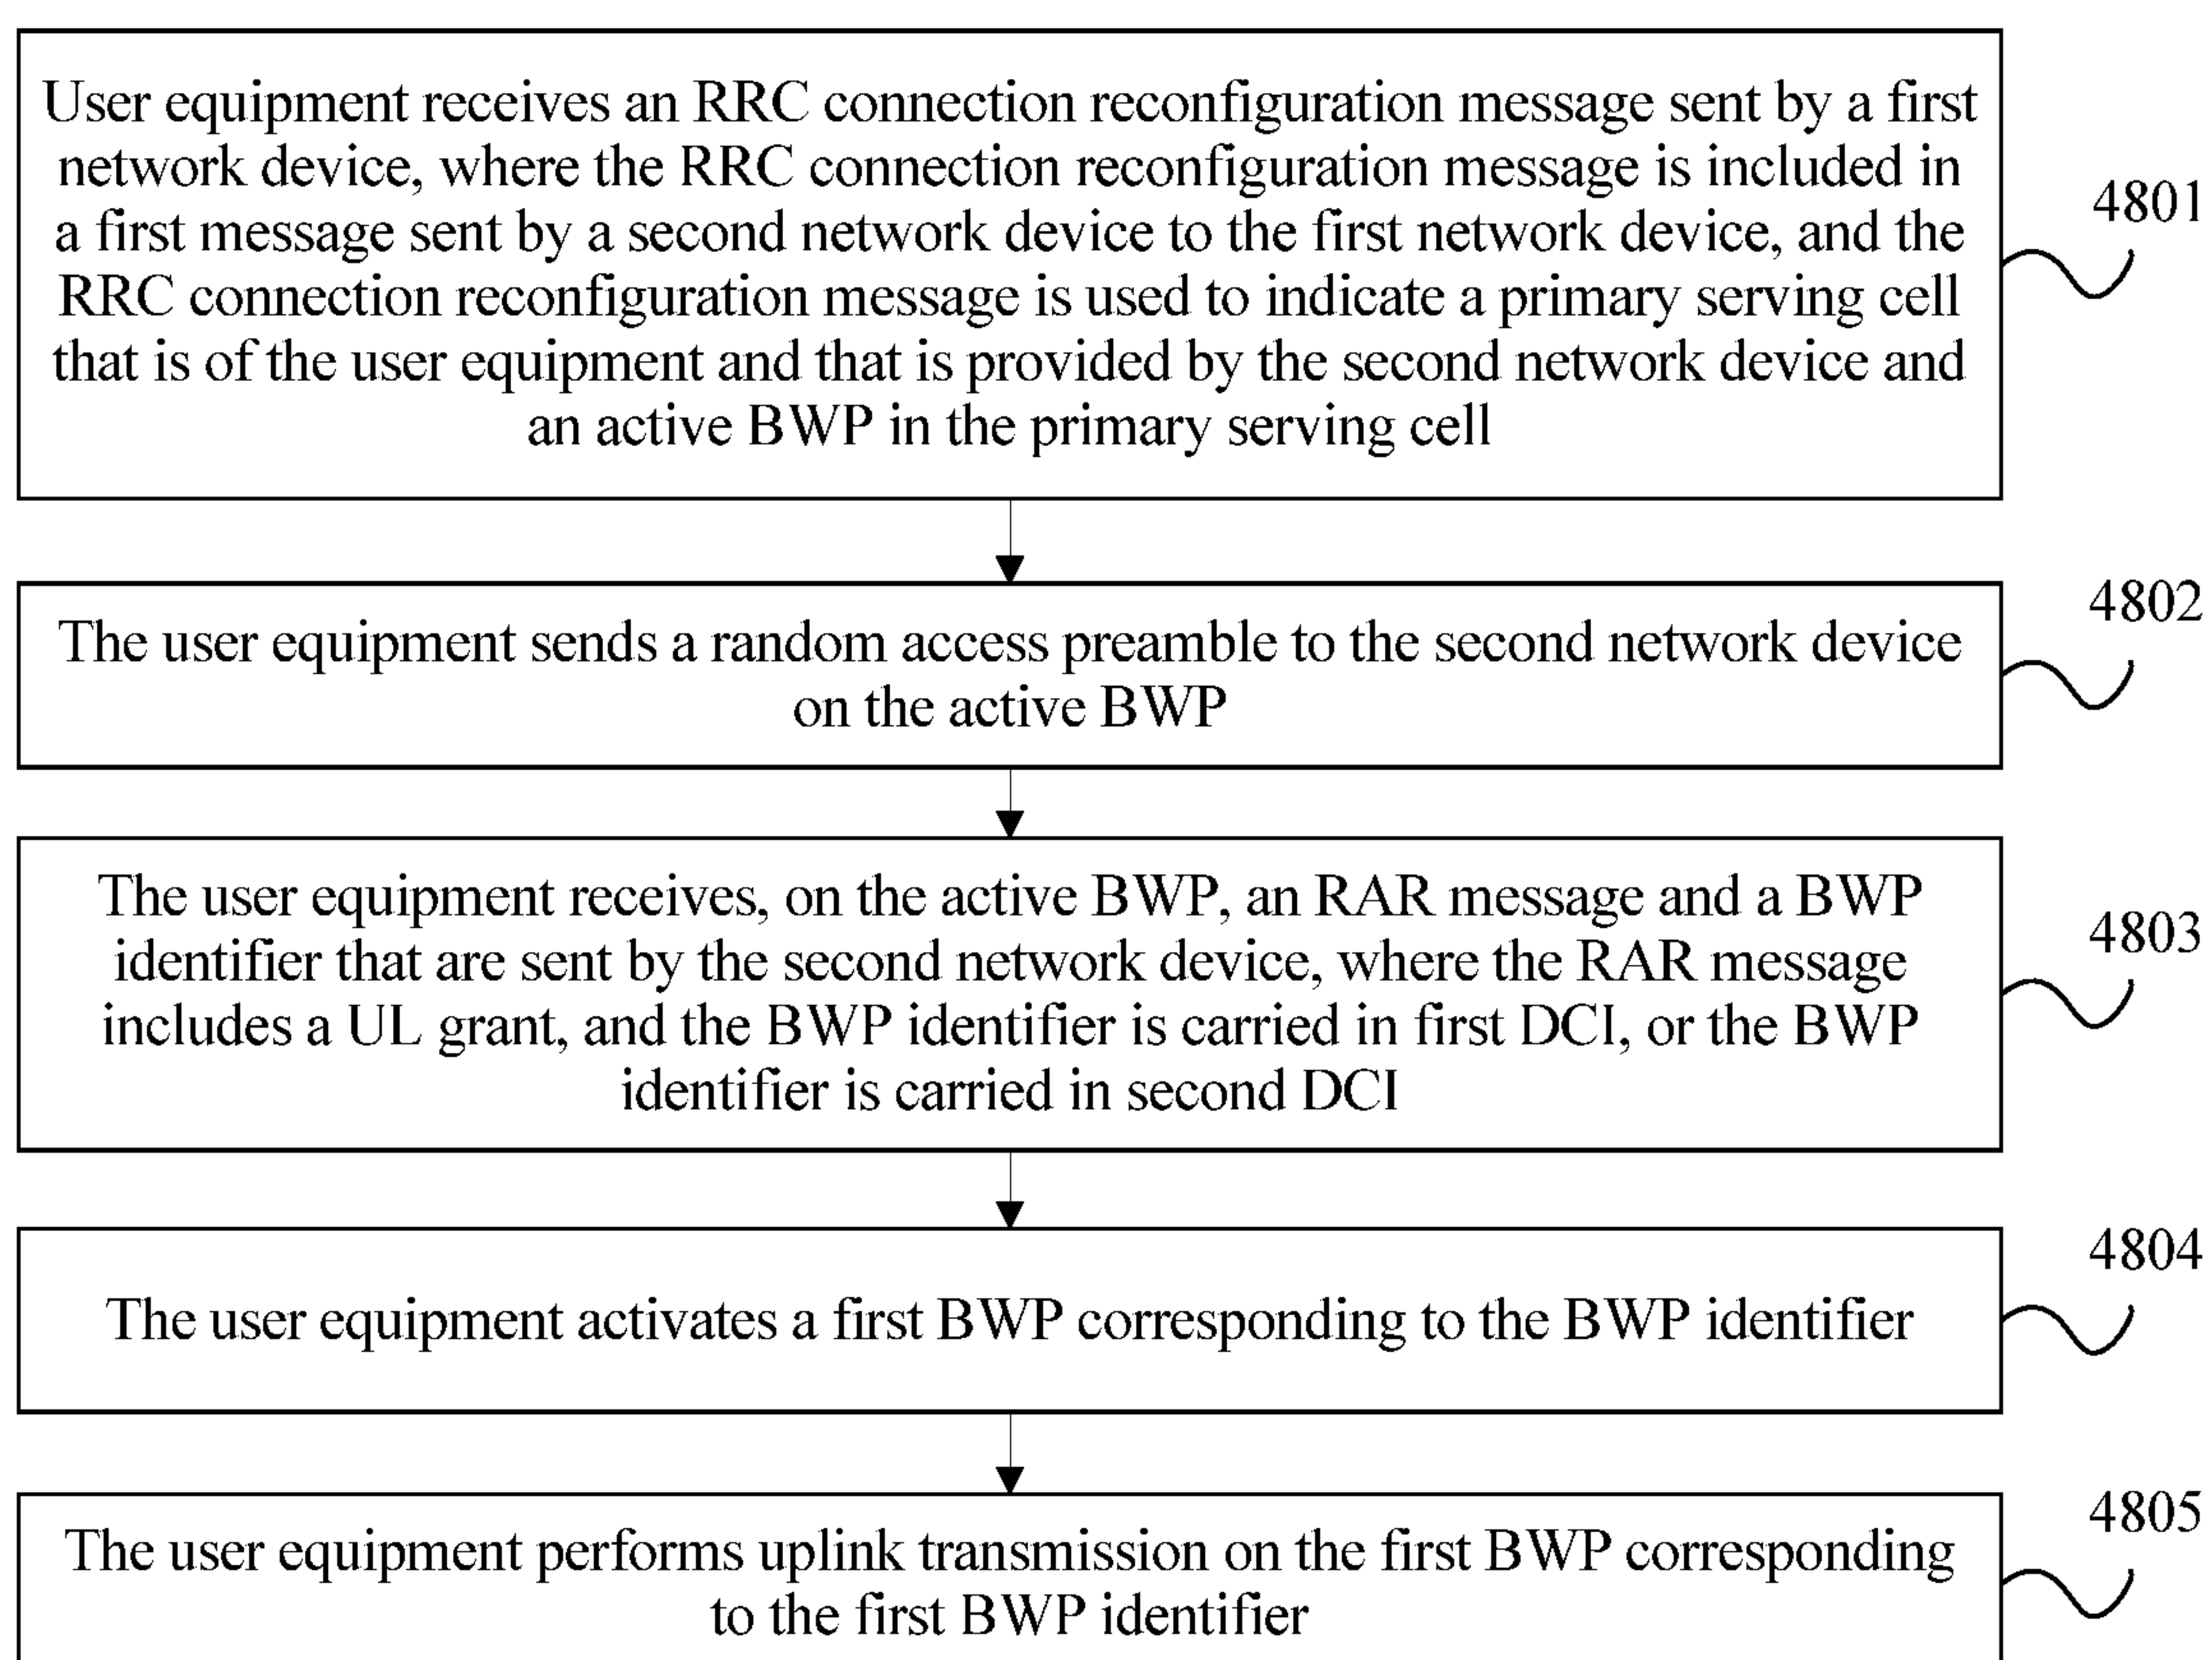 User equipment receives an RRC connection reconfiguration message sent by a first
network device, where the RRC connection reconfiguration message is included in
a first message sent by a second network device to the first network device, and the
RRC connection reconfiguration message is used to indicate a primary serving cell
that is of the user equipment and that is provided by the second network device and
an active BWP in the primary serving cell
4801
The user equipment sends a random access preamble to the second network device
on the active BWP
4802
The user equipment receives, on the active BWP, an RAR message and a BWP
identifier that are sent by the second network device, where the RAR message
includes a UL grant, and the BWP identifier is carried in first DCI, or the BWP
identifier is carried in second DCI
4803
The user equipment activates a first BWP corresponding to the BWP identifier
4804
The user equipment performs uplink transmission on the first BWP corresponding
to the first BWP identifier
4805